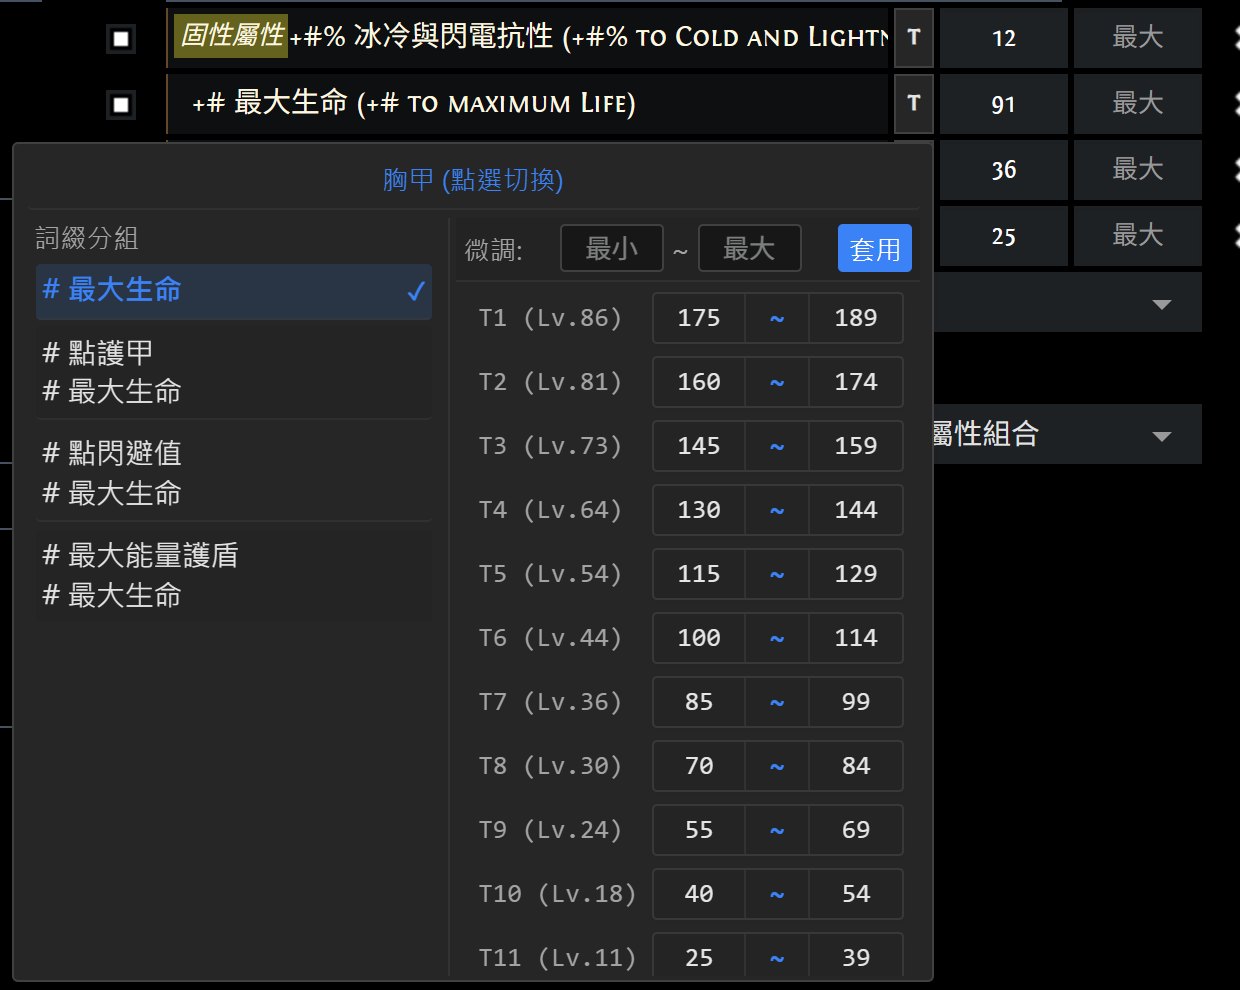 固性屬性 +#% 冰冷與閃電抗性 (+#% TO COLD AND LIGHTN T 12 最大
+# 最大生命 (+# TO MAXIMUM LIFE) T 91 最大
36 最大
25 最大
屬性組合
胸甲 (點選切換)
詞綴分組
# 最大生命 ✓
# 點護甲
# 最大生命
# 點閃避值
# 最大生命
# 最大能量護盾
# 最大生命
微調: 最小 ~ 最大 套用
T1 (Lv.86) 175 ~ 189
T2 (Lv.81) 160 ~ 174
T3 (Lv.73) 145 ~ 159
T4 (Lv.64) 130 ~ 144
T5 (Lv.54) 115 ~ 129
T6 (Lv.44) 100 ~ 114
T7 (Lv.36) 85 ~ 99
T8 (Lv.30) 70 ~ 84
T9 (Lv.24) 55 ~ 69
T10 (Lv.18) 40 ~ 54
T11 (Lv.11) 25 ~ 39